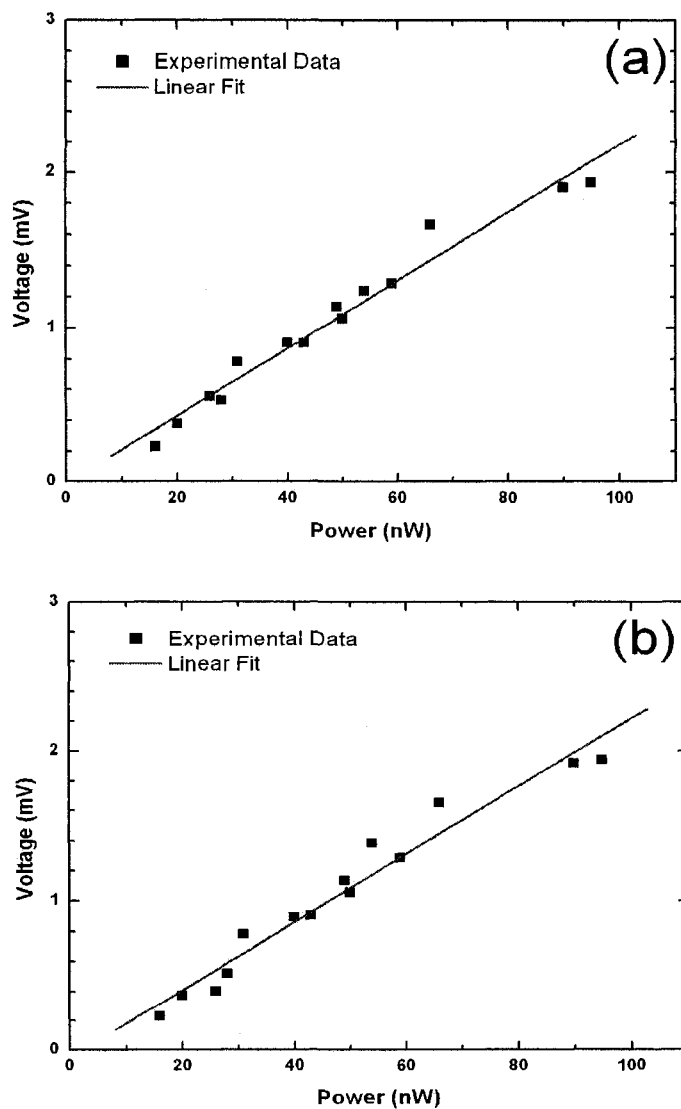 3
(a)
Experimental Data
Linear Fit
2
Voltage (mV)
1
0
0 20 40 60 80 100
Power (nW)
3
(b)
Experimental Data
Linear Fit
2
Voltage (mV)
1
0
0 20 40 60 80 100
Power (nW)